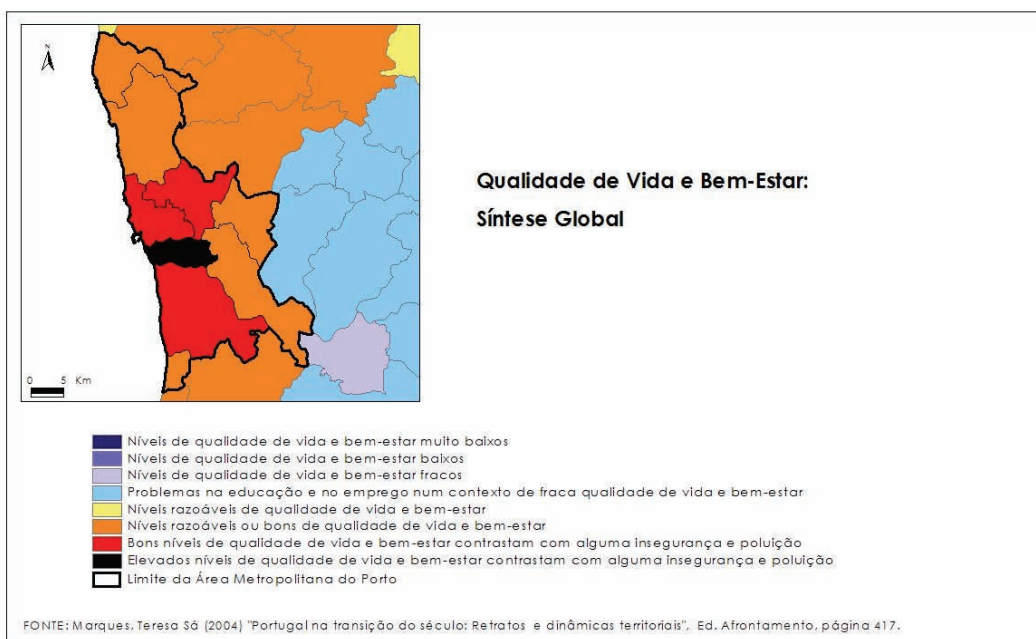 N
Qualidade de Vida e Bem-Estar:
Síntese Global
0 5 Km
Níveis de qualidade de vida e bem-estar muito baixos
Níveis de qualidade de vida e bem-estar baixos
Níveis de qualidade de vida e bem-estar fracos
Problemas na educação e no emprego num contexto de fraca qualidade de vida e bem-estar
Níveis razoáveis de qualidade de vida e bem-estar
Níveis razoáveis ou bons de qualidade de vida e bem-estar
Bons níveis de qualidade de vida e bem-estar contrastam com alguma insegurança e poluição
Elevados níveis de qualidade de vida e bem-estar contrastam com alguma insegurança e poluição
Limite da Área Metropolitana do Porto
FONTE: Marques, Teresa Sá (2004) "Portugal na transição do século: Retratos e dinâmicas territoriais", Ed. Afrontamento, página 417.